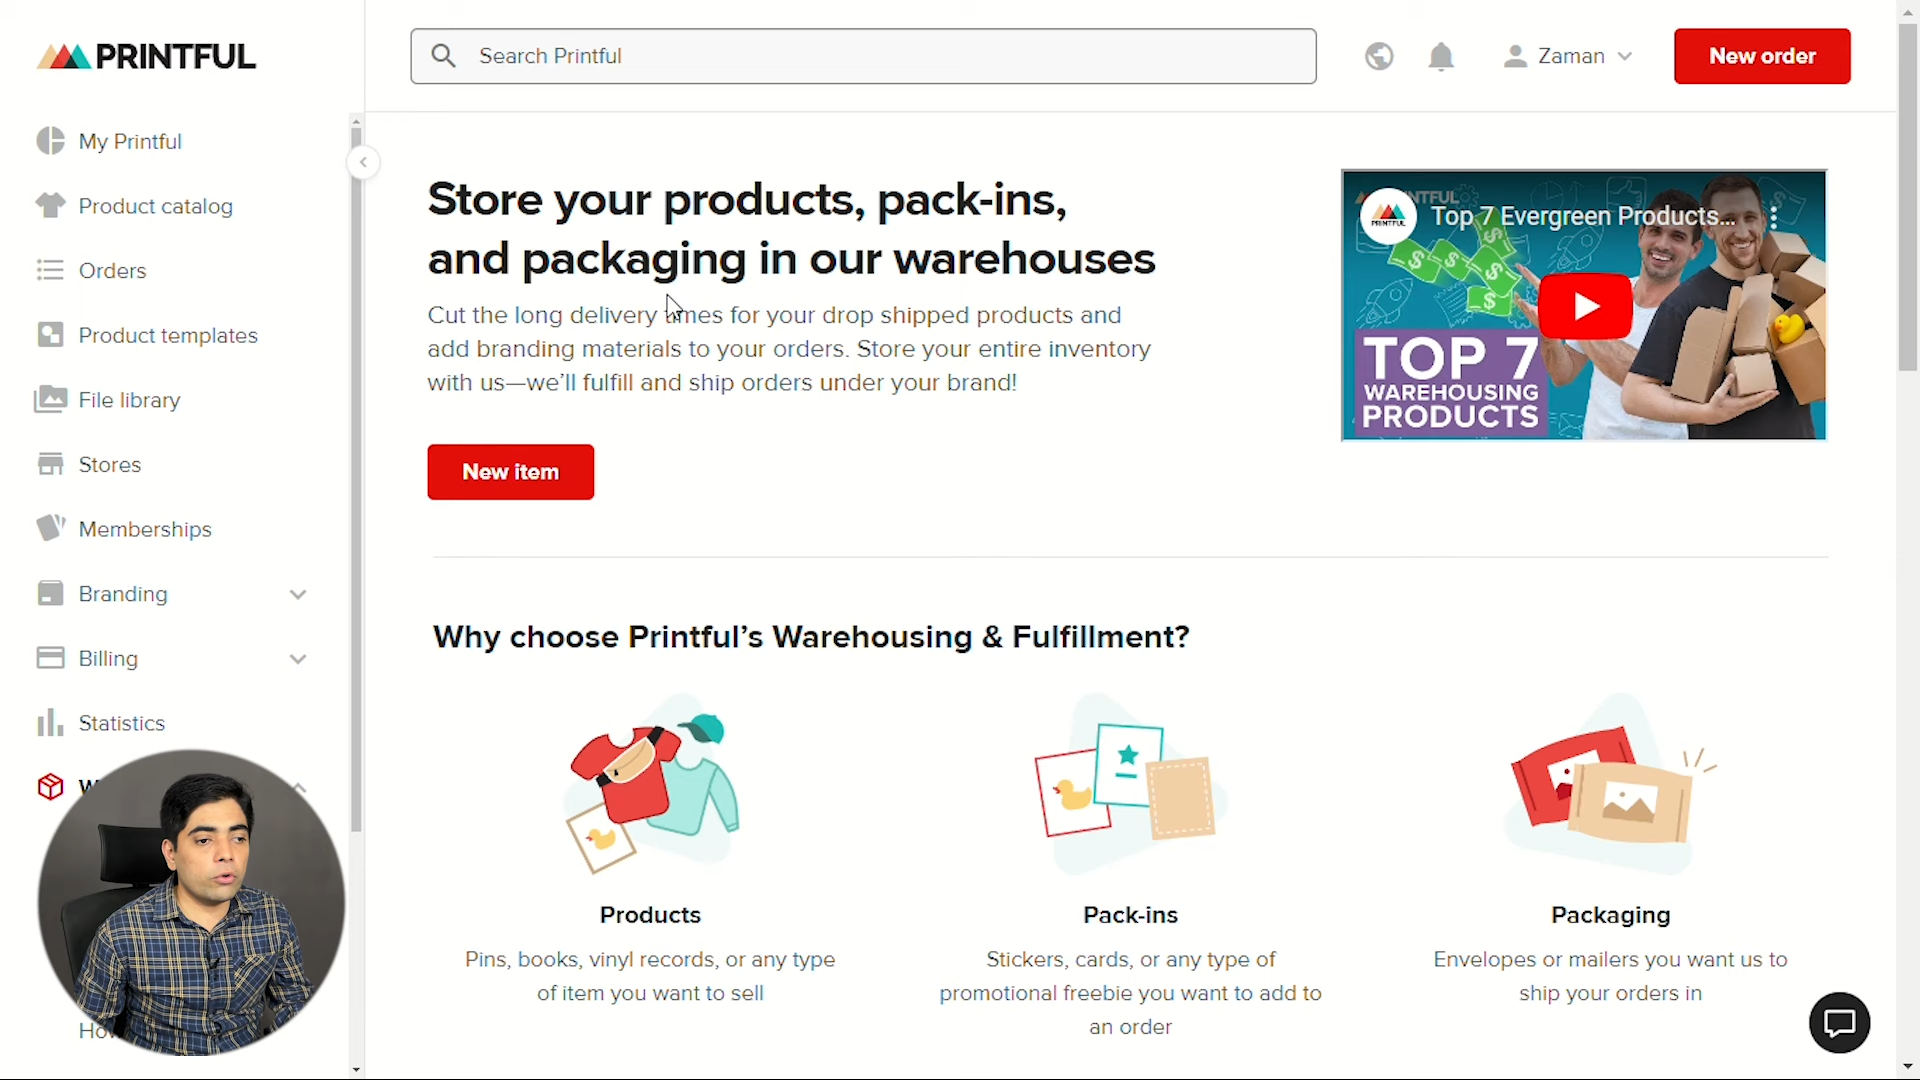 PRINTFUL
Search Printful
Zaman
New order
My Printful
Product catalog
Orders
Product templates
File library
Stores
Memberships
Branding
Billing
Statistics
Store your products, pack-ins,
and packaging in our warehouses
Cut the long delivery times for your drop shipped products and
add branding materials to your orders. Store your entire inventory
with us—we'll fulfill and ship orders under your brand!
New item
PRINTFUL
Top 7 Evergreen Products...
TOP 7
WAREHOUSING
PRODUCTS
Why choose Printful's Warehousing & Fulfillment?
Products
Pins, books, vinyl records, or any type
of item you want to sell
Pack-ins
Stickers, cards, or any type of
promotional freebie you want to add to
an order
Packaging
Envelopes or mailers you want us to
ship your orders in